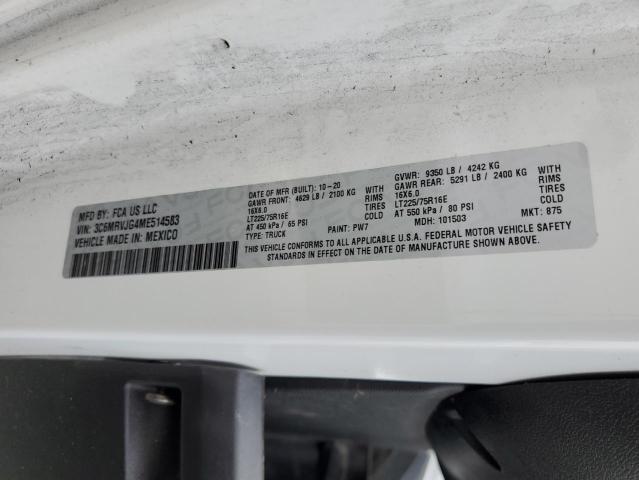 MFD BY: FCA US LLC
VIN: 3C6MRVJG4ME514583
VEHICLE MADE IN: MEXICO
DATE OF MFR (BUILT): 10-20
GAWR FRONT: 4629 LB / 2100 KG
16X6.0 RIMS
LT225/75R16E TIRES
AT 450 kPa / 65 PSI COLD
TYPE: TRUCK PAINT: PW7
GVWR: 9350 LB / 4242 KG
GAWR REAR: 5291 LB / 2400 KG
16X6.0 RIMS
LT225/75R16E TIRES
AT 550 kPa / 80 PSI COLD
MDH: 101503 MKT: 875
THIS VEHICLE CONFORMS TO ALL APPLICABLE U.S.A. FEDERAL MOTOR VEHICLE SAFETY
STANDARDS IN EFFECT ON THE DATE OF MANUFACTURE SHOWN ABOVE.